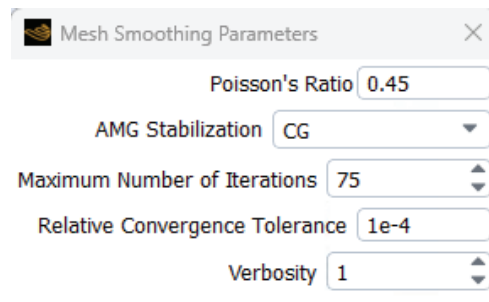 Mesh Smoothing Parameters
Poisson's Ratio 0.45
AMG Stabilization CG
Maximum Number of Iterations 75
Relative Convergence Tolerance 1e-4
Verbosity 1